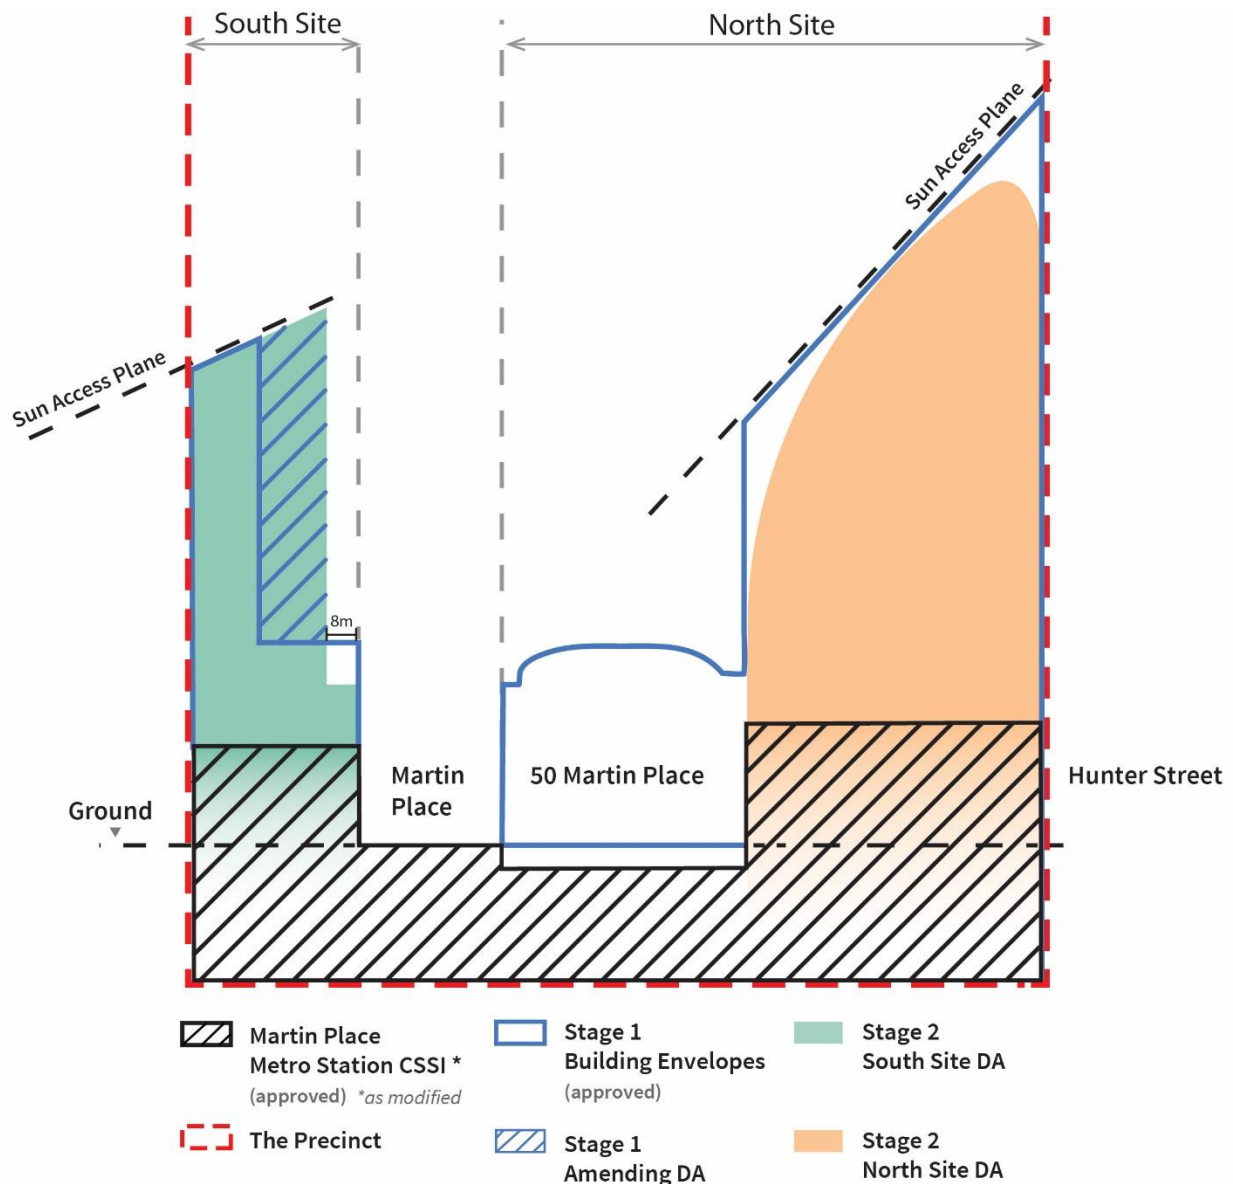 South Site
North Site
Sun Access Plane
Sun Access Plane
8m
Martin
Place
50 Martin Place
Hunter Street
Ground
Martin Place
Metro Station CSSI *
(approved) *as modified
Stage 1
Building Envelopes
(approved)
Stage 2
South Site DA
The Precinct
Stage 1
Amending DA
Stage 2
North Site DA